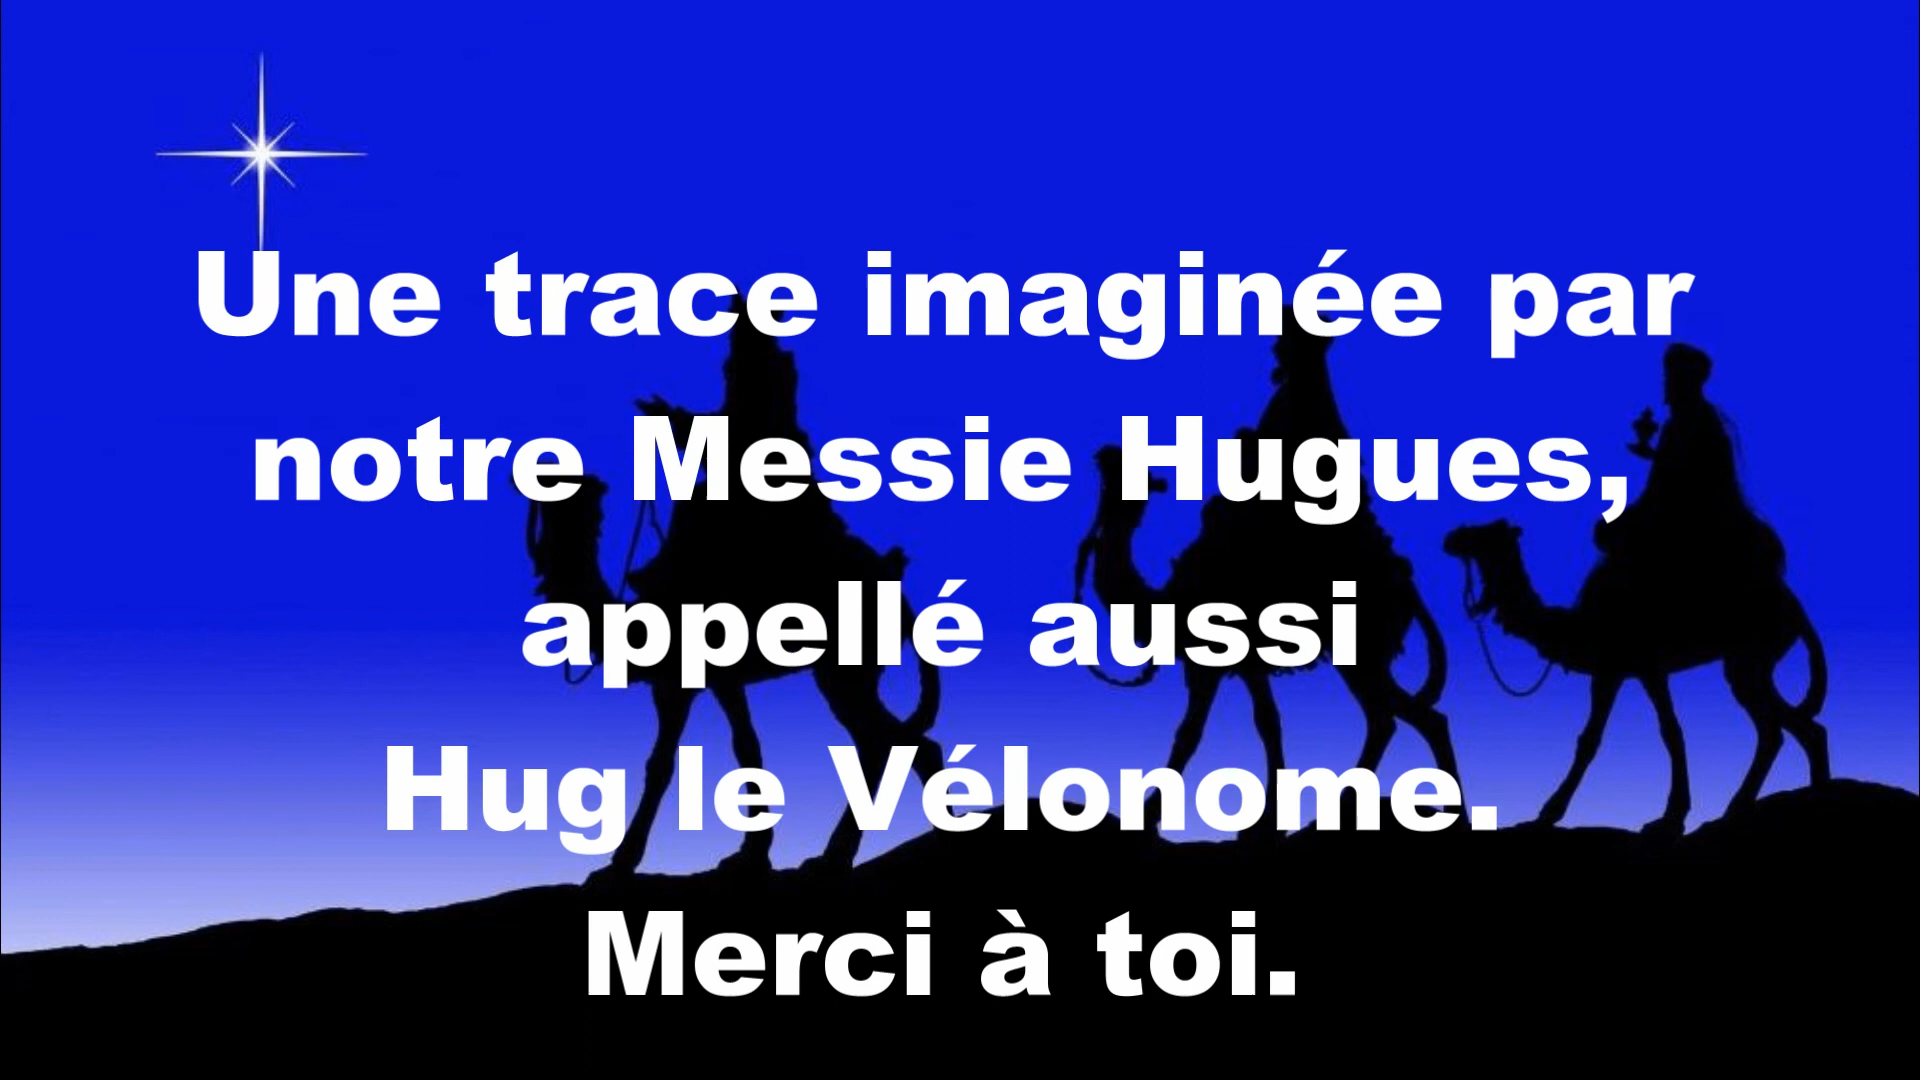 Une trace imaginée par
notre Messie Hugues,
appellé aussi
Hug le Vélonome.
Merci à toi.